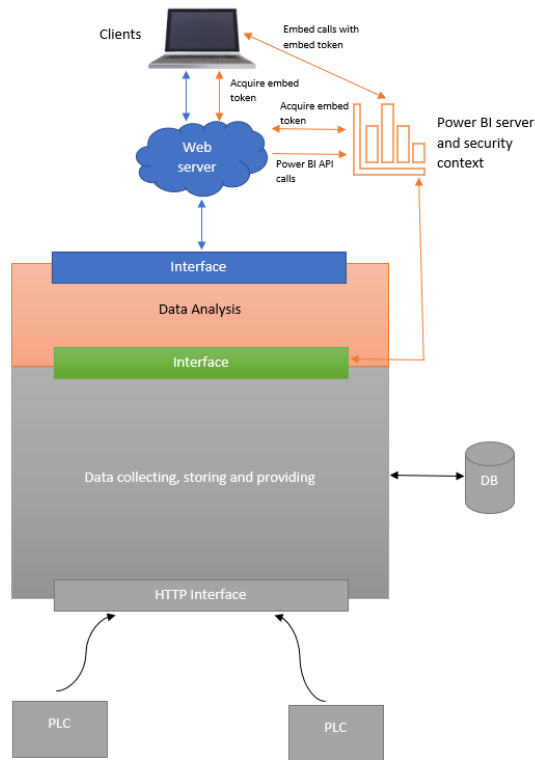 Clients
Embed calls with
embed token
Acquire embed
token
Acquire embed
token
Power BI server
and security
context
Web
server
Power BI API
calls
Interface
Data Analysis
Interface
Data collecting, storing and providing
DB
HTTP Interface
PLC
PLC